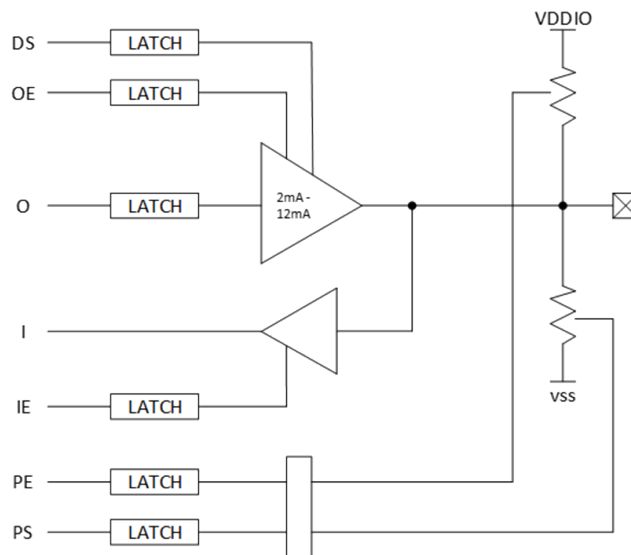 VDDIO
DS LATCH
OE LATCH
O LATCH 2mA -
12mA
I
IE LATCH
vss
PE LATCH
PS LATCH